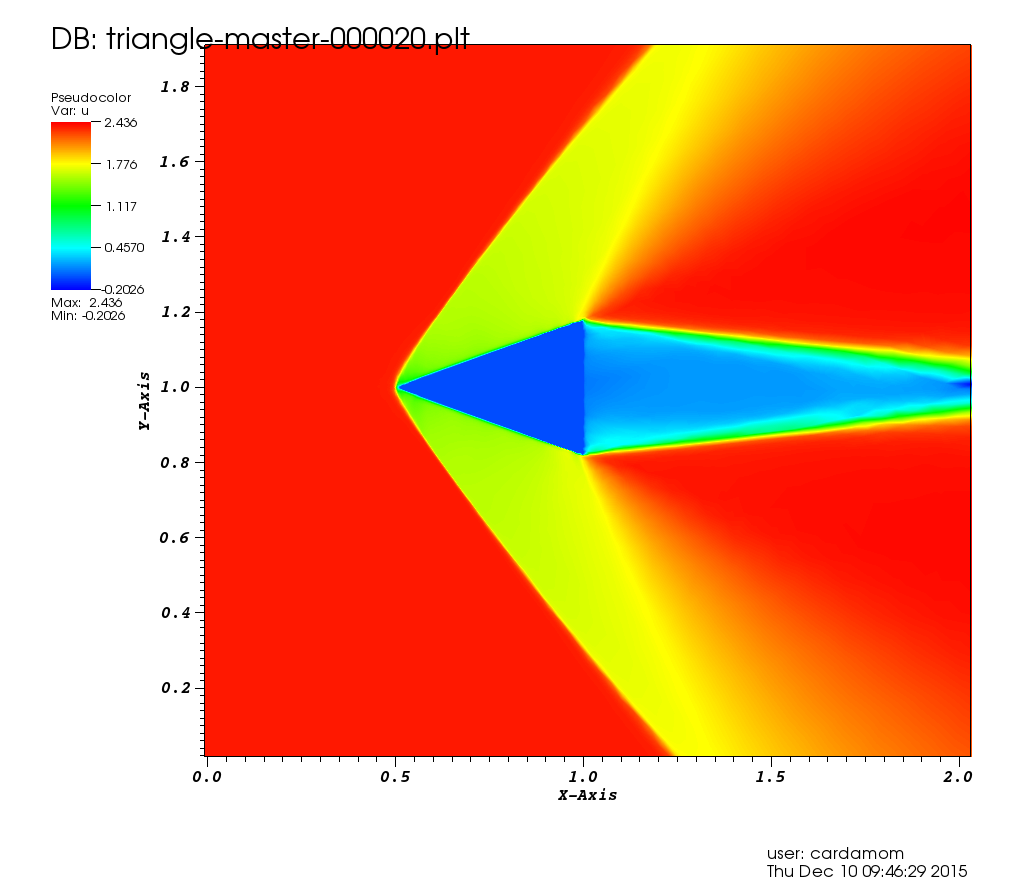 DB: triangle-master-000020.plt
Pseudocolor
Var: u
2.436
1.776
1.117
0.4570
-0.2026
Max: 2.436
Min: -0.2026
1.8
1.6
1.4
1.2
1.0
0.8
0.6
0.4
0.2
Y-Axis
0.0 0.5 1.0 1.5 2.0
X-Axis
user: cardamom
Thu Dec 10 09:46:29 2015